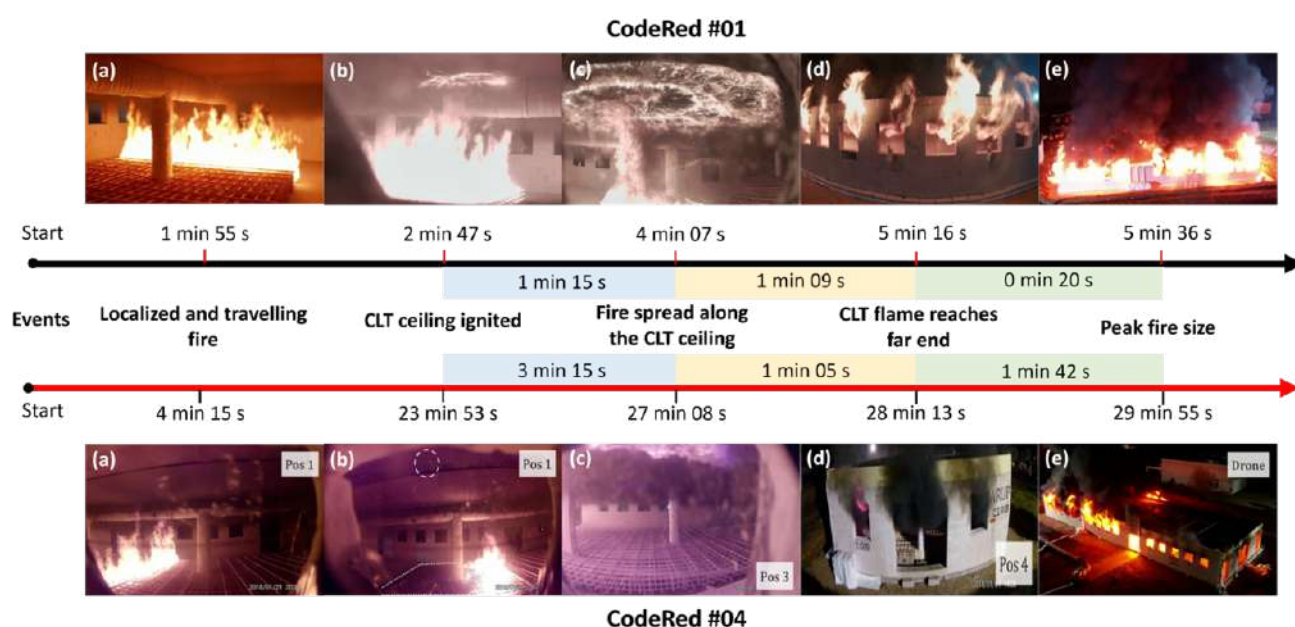 CodeRed #01
(a)
(b)
(c)
(d)
(e)
Start
1 min 55 s
2 min 47 s
4 min 07 s
5 min 16 s
5 min 36 s
1 min 15 s
1 min 09 s
0 min 20 s
Events
Localized and travelling
fire
CLT ceiling ignited
Fire spread along
the CLT ceiling
CLT flame reaches
far end
Peak fire size
3 min 15 s
1 min 05 s
1 min 42 s
Start
4 min 15 s
23 min 53 s
27 min 08 s
28 min 13 s
29 min 55 s
(a)
Pos 1
(b)
Pos 1
(c)
Pos 3
(d)
Pos 4
(e)
Drone
CodeRed #04